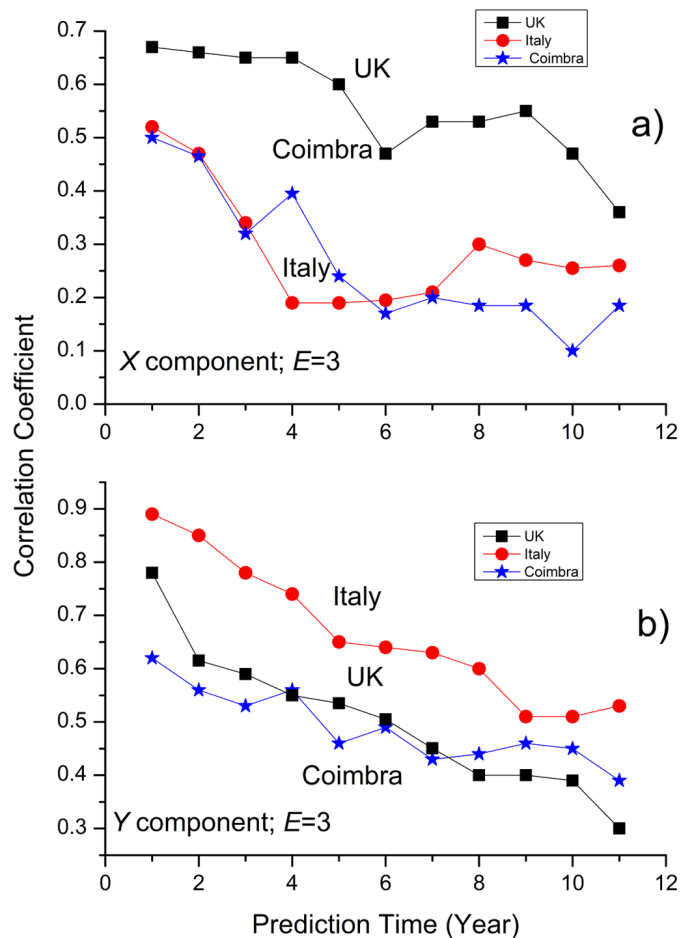 Correlation Coefficient
0.7
0.6
0.5
0.4
0.3
0.2
0.1
0.0
UK
Italy
Coimbra
UK
a)
Coimbra
Italy
X component; E=3
0 2 4 6 8 10 12
0.9
0.8
0.7
0.6
0.5
0.4
0.3
UK
Italy
Coimbra
Italy
b)
UK
Coimbra
Y component; E=3
0 2 4 6 8 10 12
Prediction Time (Year)